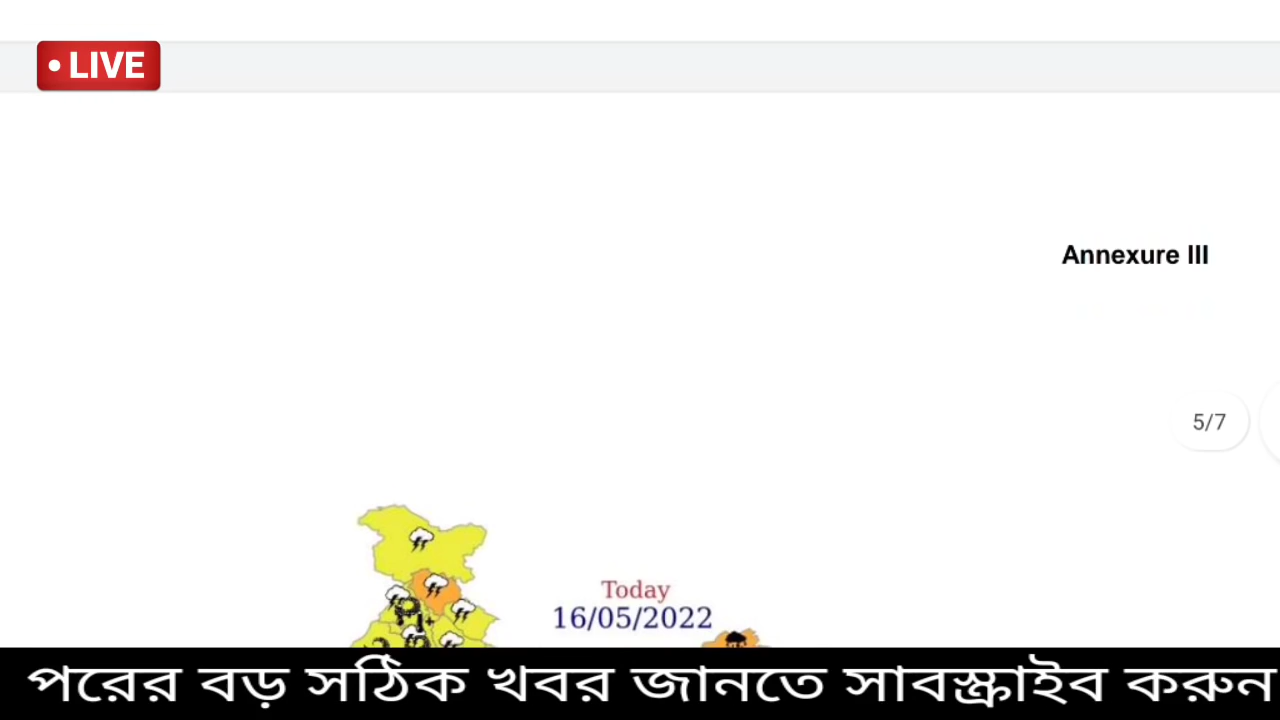 • LIVE
Annexure III
5/7
Today
16/05/2022
পরের বড় সঠিক খবর জানতে সাবস্ক্রাইব করুন